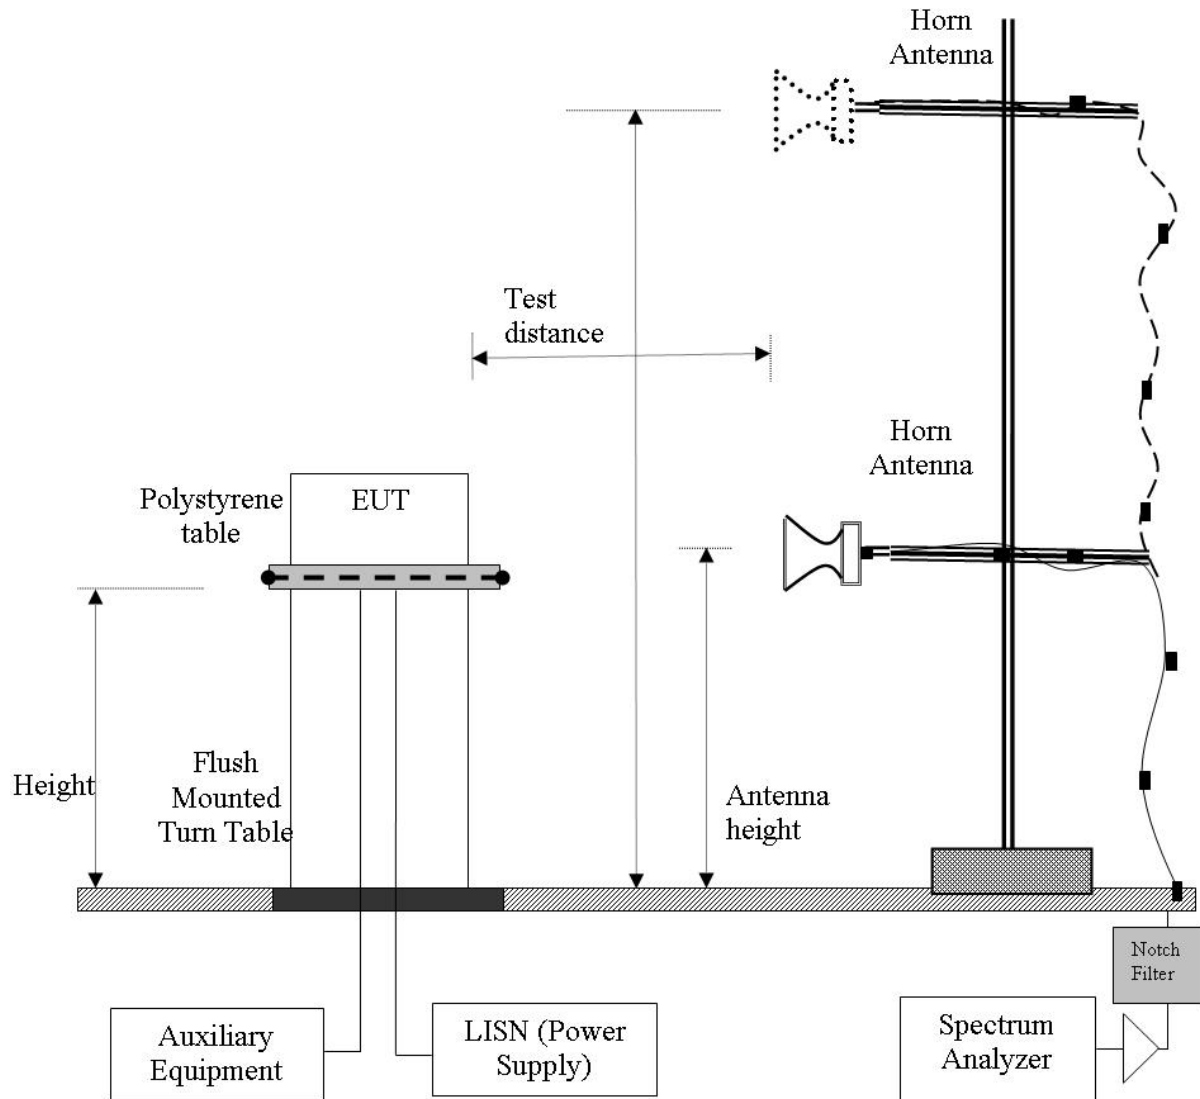 Horn
Antenna
Test
distance
Horn
Antenna
Polystyrene
table
EUT
Height
Flush
Mounted
Turn Table
Antenna
height
Notch
Filter
Auxiliary
Equipment
LISN (Power
Supply)
Spectrum
Analyzer